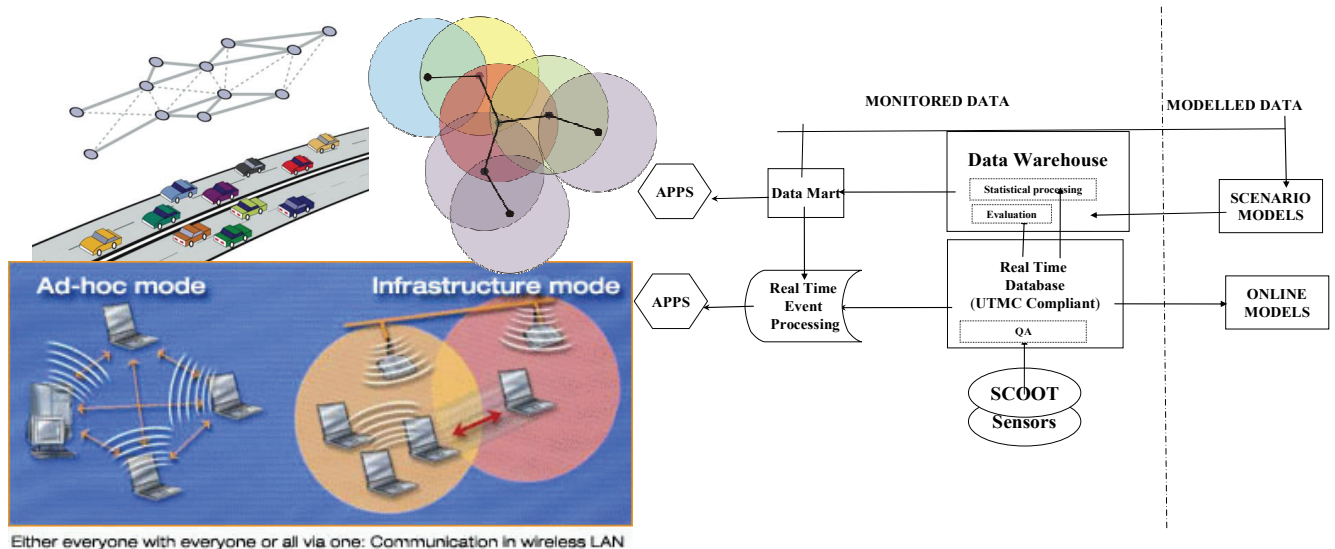 Ad-hoc mode
Infrastructure mode
Either everyone with everyone or all via one: Communication in wireless LAN
MONITORED DATA
MODELLED DATA
Data Warehouse
Statistical processing
Evaluation
APPS
Data Mart
SCENARIO
MODELS
Real Time
Database
(UTMC Compliant)
QA
APPS
Real Time
Event
Processing
ONLINE
MODELS
SCOOT
Sensors